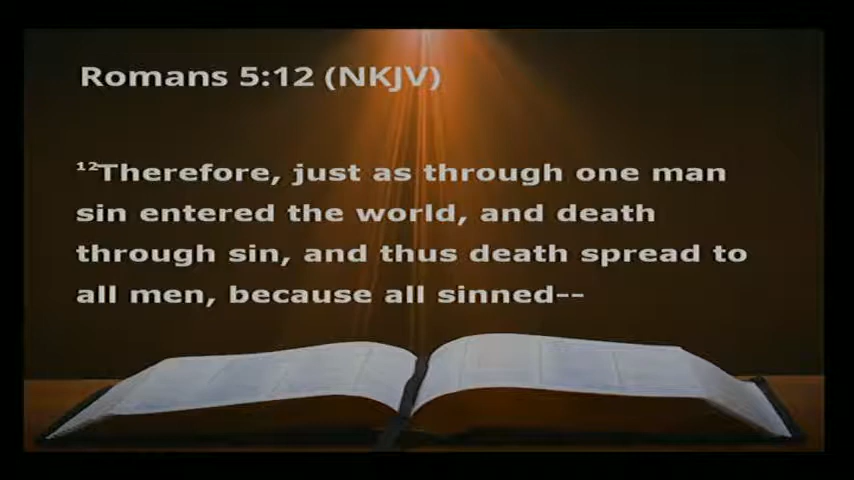 Romans 5:12 (NKJV)
12Therefore, just as through one man
sin entered the world, and death
through sin, and thus death spread to
all men, because all sinned--